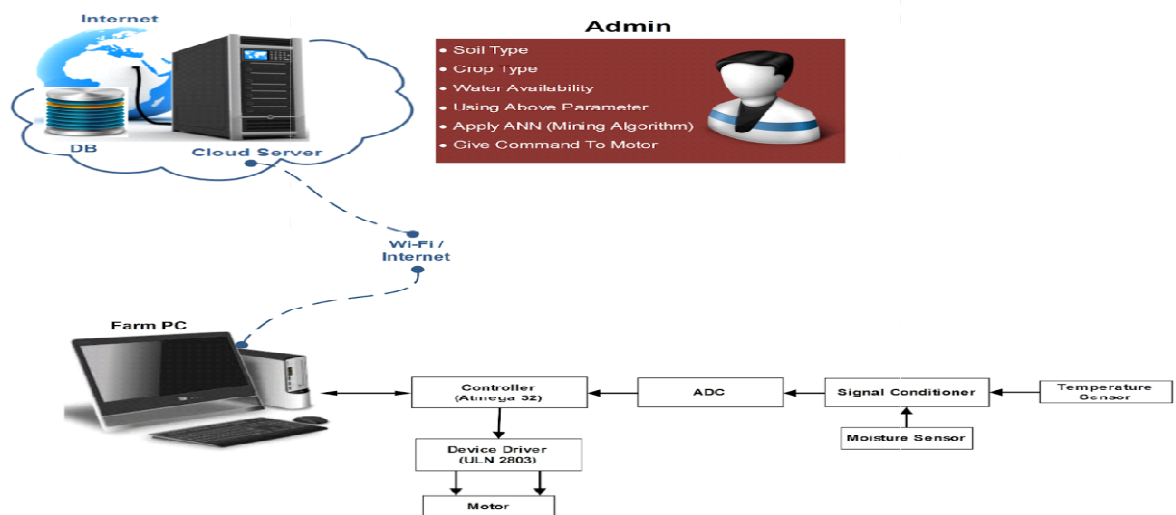 Internet
DB
Cloud Server
Admin
Soil Type
Crop Type
Water Availability
Using Above Parameter
Apply ANN (Mining Algorithm)
Give Command To Motor
Wi-Fi /
Internet
Farm PC
Controller
(Atmega 32)
ADC
Signal Conditioner
Temperature
Sensor
Moisture Sensor
Device Driver
(ULN 2803)
Motor